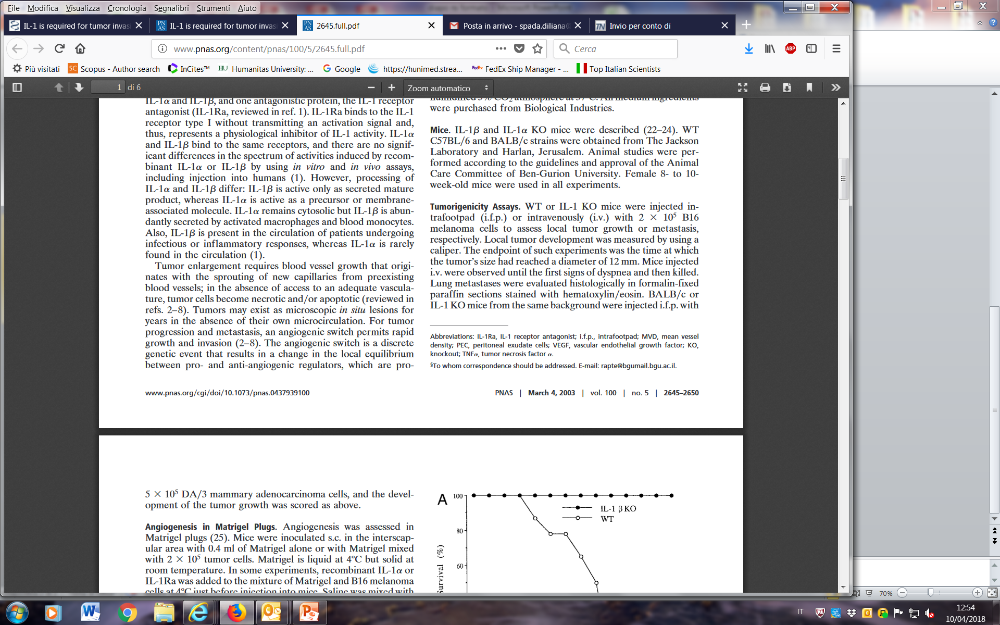 File Modifica Visualizza Cronologia Segnalibri Strumenti Aiuto
IL-1 is required for tumor invas
IL-1 is required for tumor invas
2645.full.pdf
Posta in arrivo - spada.diliana@
Invio per conto di
www.pnas.org/content/pnas/100/5/2645.full.pdf
Cerca
ABP
Più visitati
SC Scopus - Author search
InCites™
HU Humanitas University: ...
Google
https://hunimed.strea...
FedEx FedEx Ship Manager - ...
Top Italian Scientists
1 di 6
Zoom automatico
IL-1α and IL-1β, and one antagonistic protein, the IL-1 receptor
antagonist (IL-1Ra, reviewed in ref. 1). IL-1Ra binds to the IL-1
receptor type I without transmitting an activation signal and,
thus, represents a physiological inhibitor of IL-1 activity. IL-1α
and IL-1β bind to the same receptors, and there are no signif-
icant differences in the spectrum of activities induced by recom-
binant IL-1α or IL-1β by using in vitro and in vivo assays,
including injection into humans (1). However, processing of
IL-1α and IL-1β differ: IL-1β is active only as secreted mature
product, whereas IL-1α is active as a precursor or membrane-
associated molecule. IL-1α remains cytosolic but IL-1β is abun-
dantly secreted by activated macrophages and blood monocytes.
Also, IL-1β is present in the circulation of patients undergoing
infectious or inflammatory responses, whereas IL-1α is rarely
found in the circulation (1).
Tumor enlargement requires blood vessel growth that origi-
nates with the sprouting of new capillaries from preexisting
blood vessels; in the absence of access to an adequate vascula-
ture, tumor cells become necrotic and/or apoptotic (reviewed in
refs. 2–8). Tumors may exist as microscopic in situ lesions for
years in the absence of their own microcirculation. For tumor
progression and metastasis, an angiogenic switch permits rapid
growth and invasion (2–8). The angiogenic switch is a discrete
genetic event that results in a change in the local equilibrium
between pro- and anti-angiogenic regulators, which are pro-
humidified 5% CO2 atmosphere at 37°C. All medium ingredients
were purchased from Biological Industries.
Mice. IL-1β and IL-1α KO mice were described (22–24). WT
C57BL/6 and BALB/c strains were obtained from The Jackson
Laboratory and Harlan, Jerusalem. Animal studies were per-
formed according to the guidelines and approval of the Animal
Care Committee of Ben-Gurion University. Female 8- to 10-
week-old mice were used in all experiments.
Tumorigenicity Assays. WT or IL-1 KO mice were injected in-
trafootpad (i.f.p.) or intravenously (i.v.) with 2 × 10⁵ B16
melanoma cells to assess local tumor growth or metastasis,
respectively. Local tumor development was measured by using a
caliper. The endpoint of such experiments was the time at which
the tumor's size had reached a diameter of 12 mm. Mice injected
i.v. were observed until the first signs of dyspnea and then killed.
Lung metastases were evaluated histologically in formalin-fixed
paraffin sections stained with hematoxylin/eosin. BALB/c or
IL-1 KO mice from the same background were injected i.f.p. with
Abbreviations: IL-1Ra, IL-1 receptor antagonist; i.f.p., intrafootpad; MVD, mean vessel
density; PEC, peritoneal exudate cells; VEGF, vascular endothelial growth factor; KO,
knockout; TNFα, tumor necrosis factor α.
§To whom correspondence should be addressed. E-mail: rapte@bgumail.bgu.ac.il.
www.pnas.org/cgi/doi/10.1073/pnas.0437939100
PNAS | March 4, 2003 | vol. 100 | no. 5 | 2645–2650
5 × 10⁵ DA/3 mammary adenocarcinoma cells, and the devel-
opment of the tumor growth was scored as above.
Angiogenesis in Matrigel Plugs. Angiogenesis was assessed in
Matrigel plugs (25). Mice were inoculated s.c. in the interscap-
ular area with 0.4 ml of Matrigel alone or with Matrigel mixed
with 2 × 10⁵ tumor cells. Matrigel is liquid at 4°C but solid at
room temperature. In some experiments, recombinant IL-1α or
IL-1Ra was added to the mixture of Matrigel and B16 melanoma
cells at 4°C just before injection into mice. Saline was mixed with
A
100
80
60
Survival (%)
IL-1 β KO
WT
70%
IT
12:54
10/04/2018